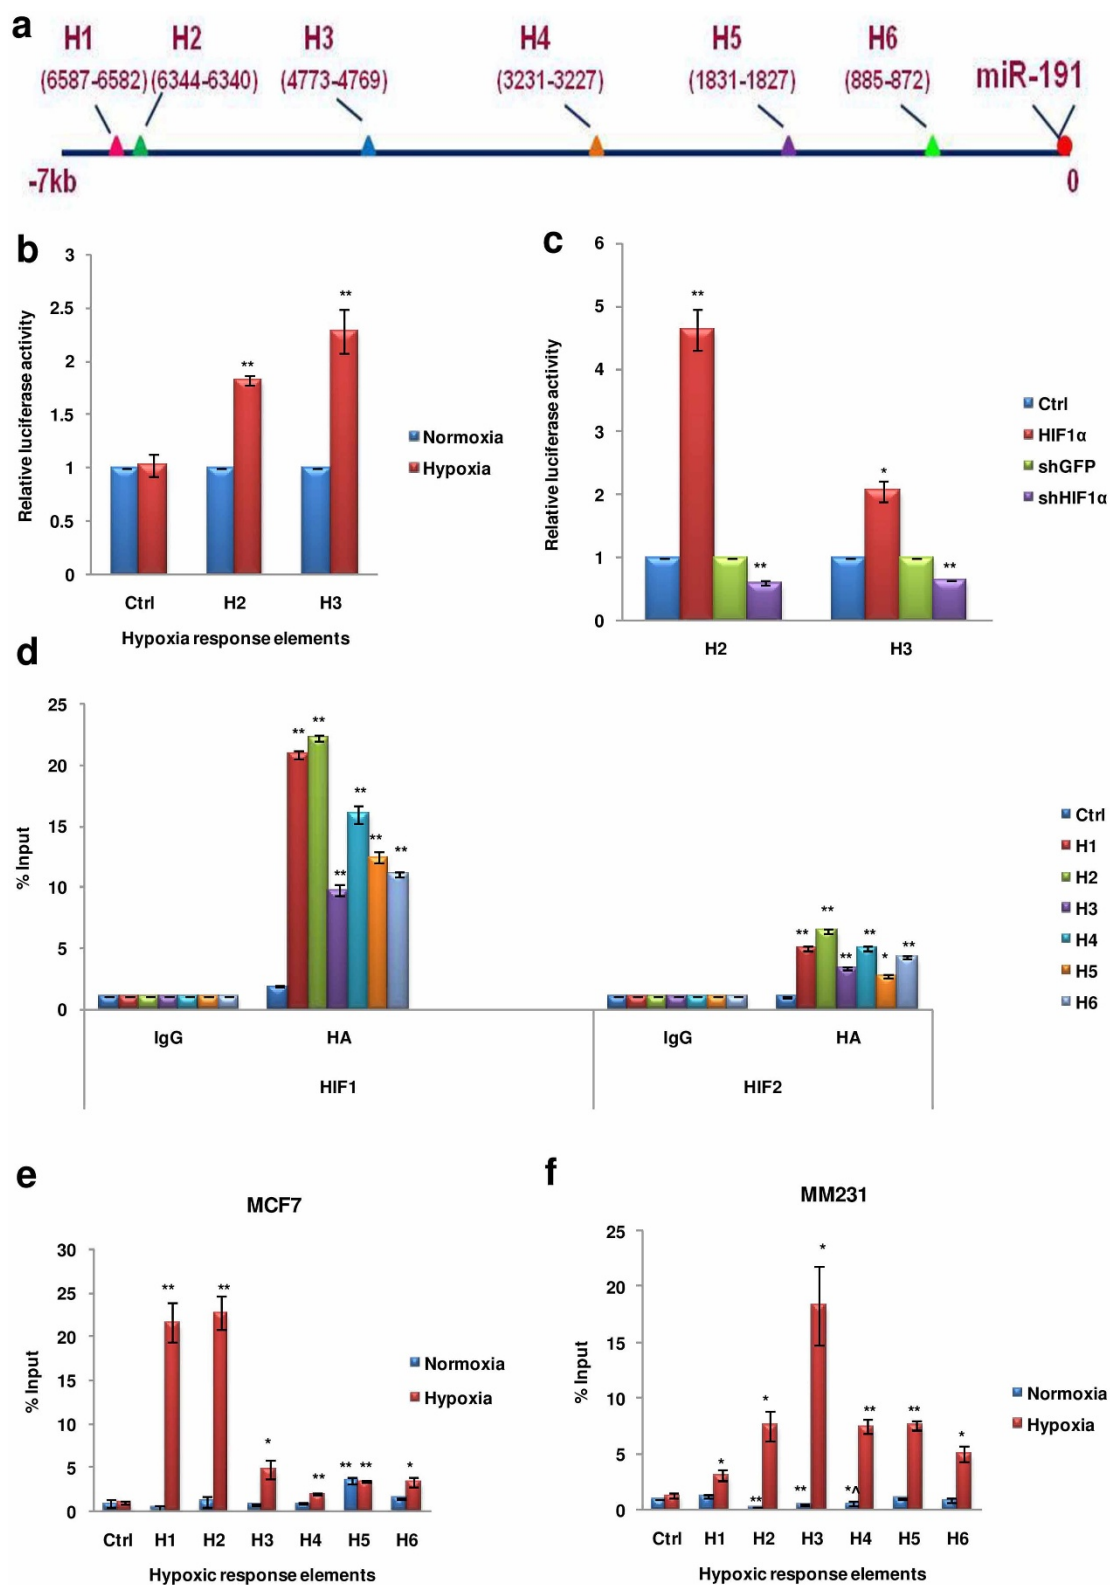 a
H1 H2 H3 H4 H5 H6
(6587-6582) (6344-6340) (4773-4769) (3231-3227) (1831-1827) (885-872) miR-191
-7kb 0
b
3
2.5
2
1.5
1
0.5
0
Relative luciferase activity
** **
Ctrl H2 H3
Hypoxia response elements
Normoxia
Hypoxia
c
6
5
4
3
2
1
0
Relative luciferase activity
** ** * **
H2 H3
Ctrl
HIF1α
shGFP
shHIF1α
d
25
20
15
10
5
0
% Input
** ** ** ** ** **
** ** ** ** * **
IgG HA IgG HA
HIF1 HIF2
Ctrl
H1
H2
H3
H4
H5
H6
e
MCF7
30
25
20
15
10
5
0
% Input
** ** * ** ** ** *
Ctrl H1 H2 H3 H4 H5 H6
Hypoxic response elements
Normoxia
Hypoxia
f
MM231
25
20
15
10
5
0
% Input
* ** * ** * *^ ** ** *
Ctrl H1 H2 H3 H4 H5 H6
Hypoxic response elements
Normoxia
Hypoxia